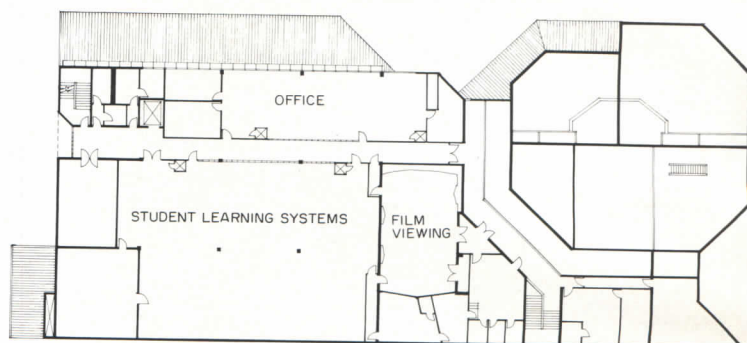 OFFICE
STUDENT LEARNING SYSTEMS
FILM
VIEWING